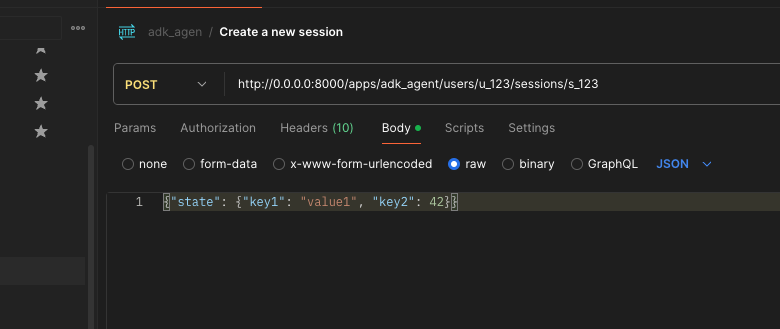 HTTP adk_agen / Create a new session
POST http://0.0.0.0:8000/apps/adk_agent/users/u_123/sessions/s_123
Params Authorization Headers (10) Body Scripts Settings
none form-data x-www-form-urlencoded raw binary GraphQL JSON
1 {"state": {"key1": "value1", "key2": 42}}